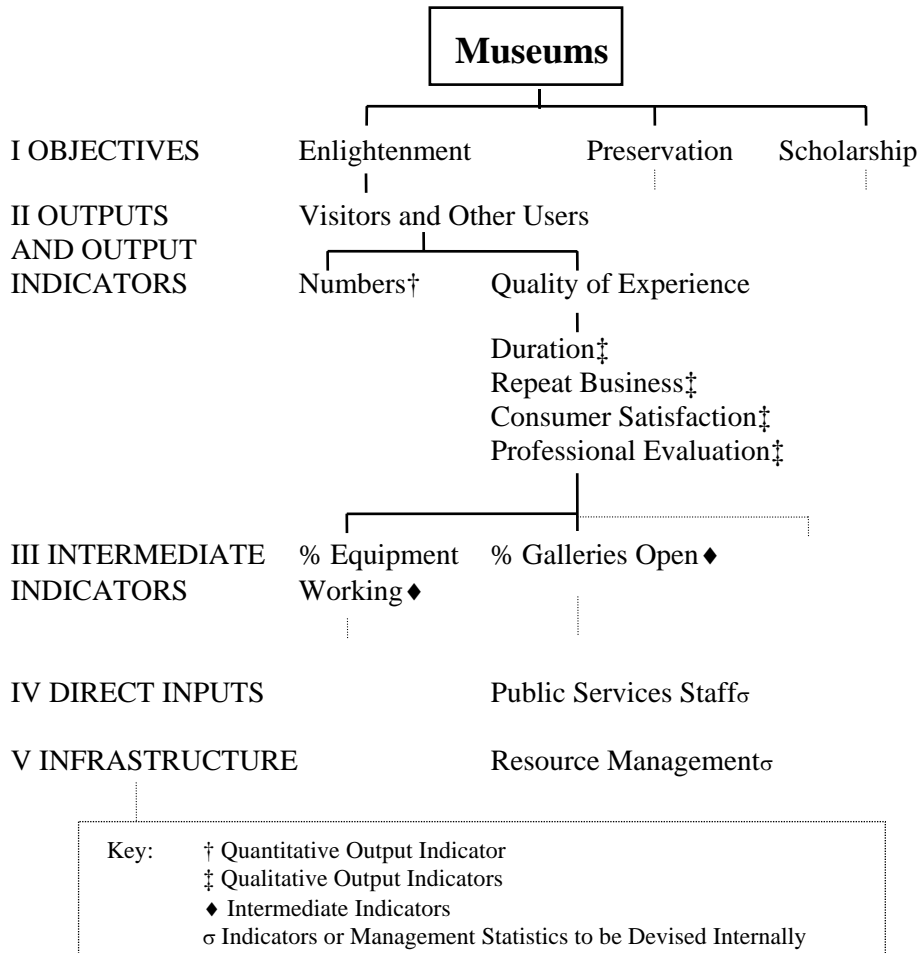 Museums
I OBJECTIVES Enlightenment Preservation Scholarship
II OUTPUTS Visitors and Other Users
AND OUTPUT
INDICATORS Numbers† Quality of Experience
Duration‡
Repeat Business‡
Consumer Satisfaction‡
Professional Evaluation‡
III INTERMEDIATE % Equipment % Galleries Open♦
INDICATORS Working♦
IV DIRECT INPUTS Public Services Staffσ
V INFRASTRUCTURE Resource Managementσ
Key: † Quantitative Output Indicator
‡ Qualitative Output Indicators
♦ Intermediate Indicators
σ Indicators or Management Statistics to be Devised Internally